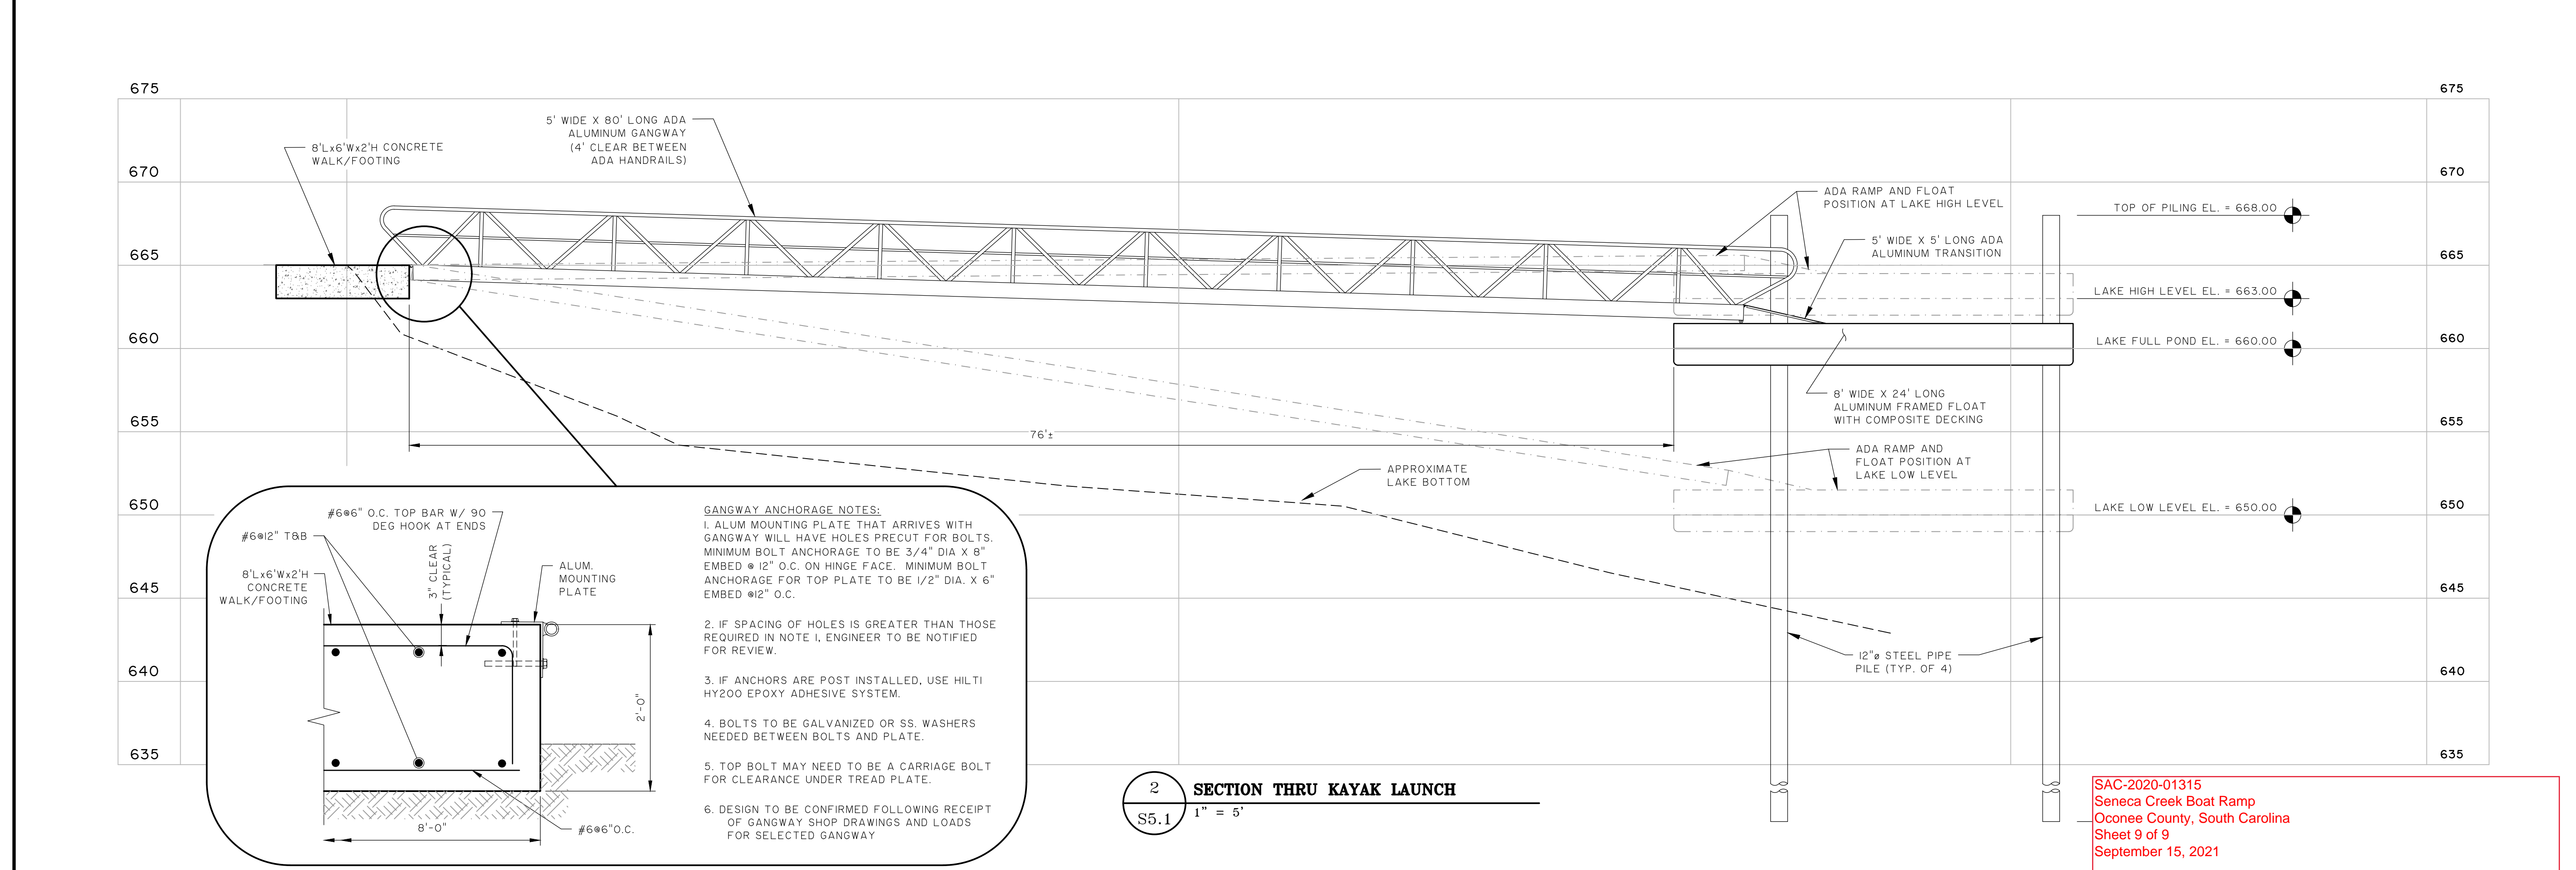 675
675
5' WIDE X 80' LONG ADA
ALUMINUM GANGWAY
(4' CLEAR BETWEEN
ADA HANDRAILS)
8'Lx6'Wx2'H CONCRETE
WALK/FOOTING
670
670
ADA RAMP AND FLOAT
POSITION AT LAKE HIGH LEVEL
TOP OF PILING EL. = 668.00
5' WIDE X 5' LONG ADA
ALUMINUM TRANSITION
665
665
LAKE HIGH LEVEL EL. = 663.00
660
660
LAKE FULL POND EL. = 660.00
8' WIDE X 24' LONG
ALUMINUM FRAMED FLOAT
WITH COMPOSITE DECKING
655
655
76'±
ADA RAMP AND
FLOAT POSITION AT
LAKE LOW LEVEL
APPROXIMATE
LAKE BOTTOM
650
650
LAKE LOW LEVEL EL. = 650.00
645
645
640
640
12"ø STEEL PIPE
PILE (TYP. OF 4)
635
635
#6@6" O.C. TOP BAR W/ 90
DEG HOOK AT ENDS
#6@12" T&B
3" CLEAR
(TYPICAL)
8'Lx6'Wx2'H
CONCRETE
WALK/FOOTING
ALUM.
MOUNTING
PLATE
2'-0"
8'-0"
#6@6"O.C.
GANGWAY ANCHORAGE NOTES:
1. ALUM MOUNTING PLATE THAT ARRIVES WITH
GANGWAY WILL HAVE HOLES PRECUT FOR BOLTS.
MINIMUM BOLT ANCHORAGE TO BE 3/4" DIA X 8"
EMBED @ 12" O.C. ON HINGE FACE. MINIMUM BOLT
ANCHORAGE FOR TOP PLATE TO BE 1/2" DIA. X 6"
EMBED @12" O.C.
2. IF SPACING OF HOLES IS GREATER THAN THOSE
REQUIRED IN NOTE 1, ENGINEER TO BE NOTIFIED
FOR REVIEW.
3. IF ANCHORS ARE POST INSTALLED, USE HILTI
HY200 EPOXY ADHESIVE SYSTEM.
4. BOLTS TO BE GALVANIZED OR SS. WASHERS
NEEDED BETWEEN BOLTS AND PLATE.
5. TOP BOLT MAY NEED TO BE A CARRIAGE BOLT
FOR CLEARANCE UNDER TREAD PLATE.
6. DESIGN TO BE CONFIRMED FOLLOWING RECEIPT
OF GANGWAY SHOP DRAWINGS AND LOADS
FOR SELECTED GANGWAY
2
S5.1
SECTION THRU KAYAK LAUNCH
1" = 5'
SAC-2020-01315
Seneca Creek Boat Ramp
Oconee County, South Carolina
Sheet 9 of 9
September 15, 2021